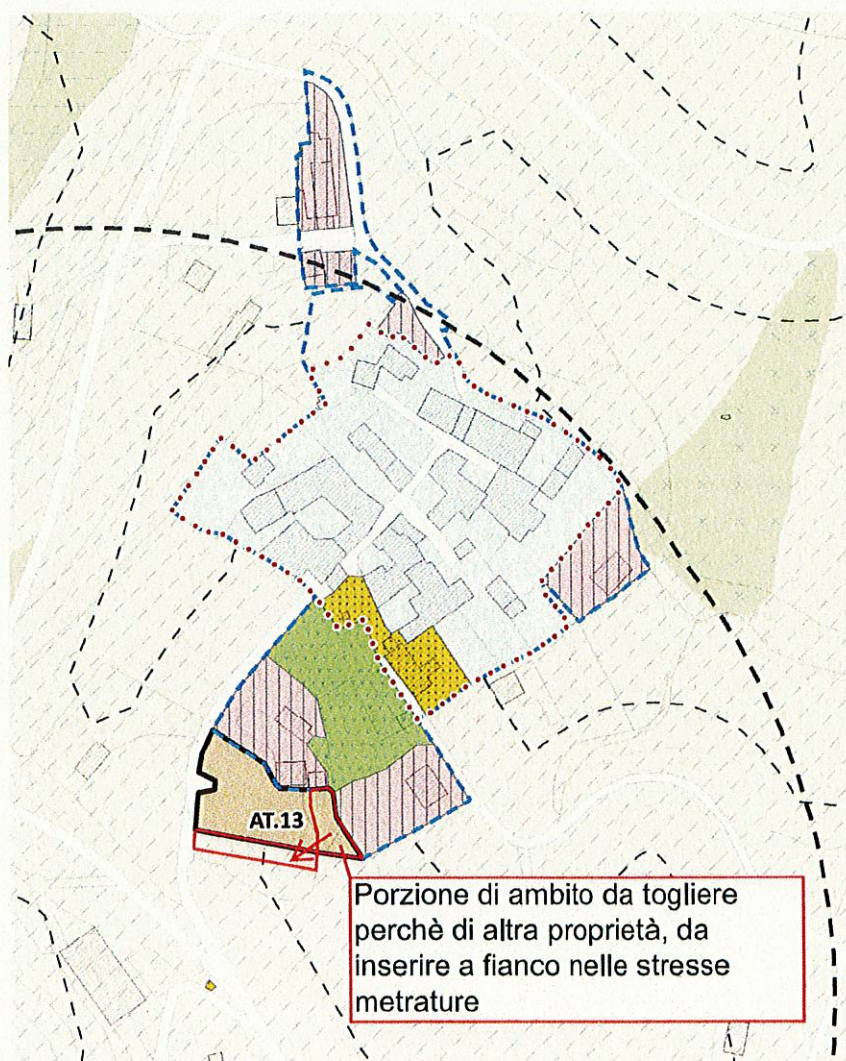 AT.13
Porzione di ambito da togliere
perchè di altra proprietà, da
inserire a fianco nelle stresse
metrature